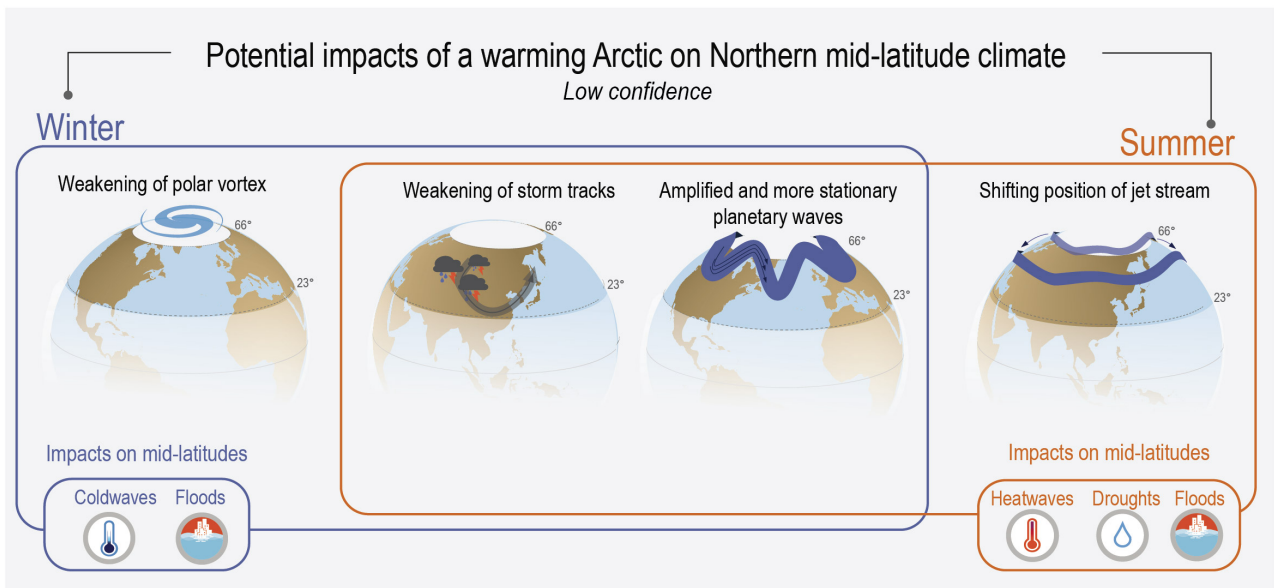 Potential impacts of a warming Arctic on Northern mid-latitude climate
Low confidence
Winter
Summer
Weakening of polar vortex
66°
23°
Weakening of storm tracks
66°
23°
Amplified and more stationary
planetary waves
66°
23°
Shifting position of jet stream
66°
23°
Impacts on mid-latitudes
Coldwaves
Floods
Impacts on mid-latitudes
Heatwaves
Droughts
Floods